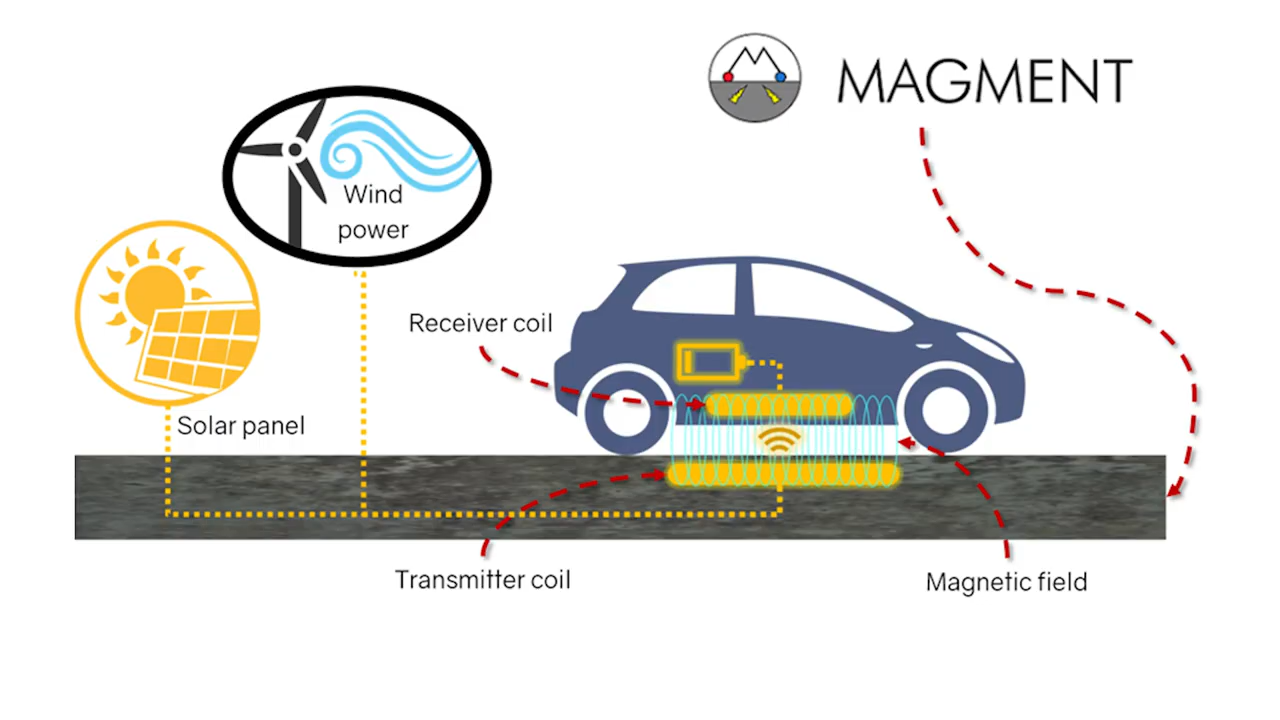 MAGMENT
Wind
power
Receiver coil
Solar panel
Transmitter coil
Magnetic field